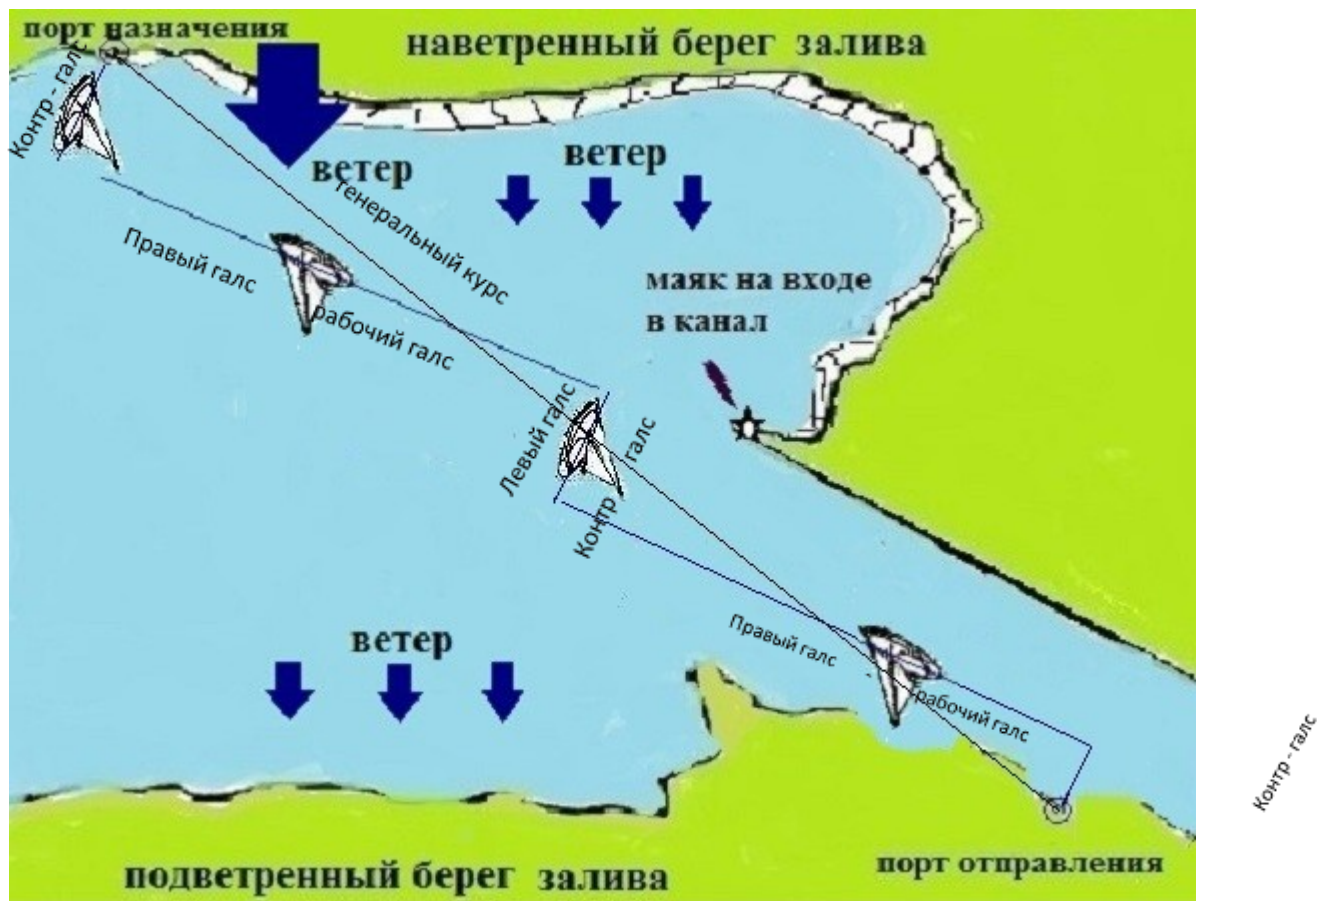 порт назначения
наветренный берег залива
Контр - галс
ветер
ветер
генеральный курс
Правый галс
маяк на входе
в канал
рабочий галс
Левый галс
Контр галс
ветер
Правый галс
рабочий галс
Контр - галс
порт отправления
подветренный берег залива